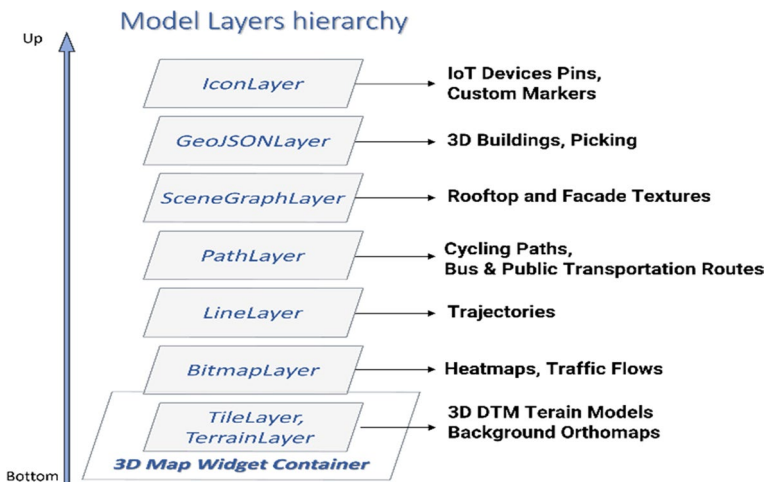 Model Layers hierarchy
Up
IconLayer
IoT Devices Pins,
Custom Markers
GeoJSONLayer
3D Buildings, Picking
SceneGraphLayer
Rooftop and Facade Textures
PathLayer
Cycling Paths,
Bus & Public Transportation Routes
LineLayer
Trajectories
BitmapLayer
Heatmaps, Traffic Flows
TileLayer,
TerrainLayer
3D DTM Terrain Models
Background Orthomaps
3D Map Widget Container
Bottom